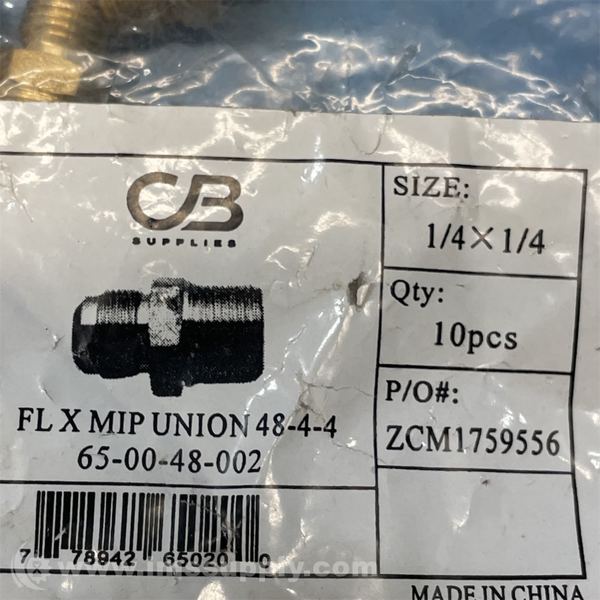 CB
SUPPLIES
FL X MIP UNION 48-4-4
65-00-48-002
7 78942 65020 0
SIZE:
1/4×1/4
Qty:
10pcs
P/O#:
ZCM1759556
MADE IN CHINA